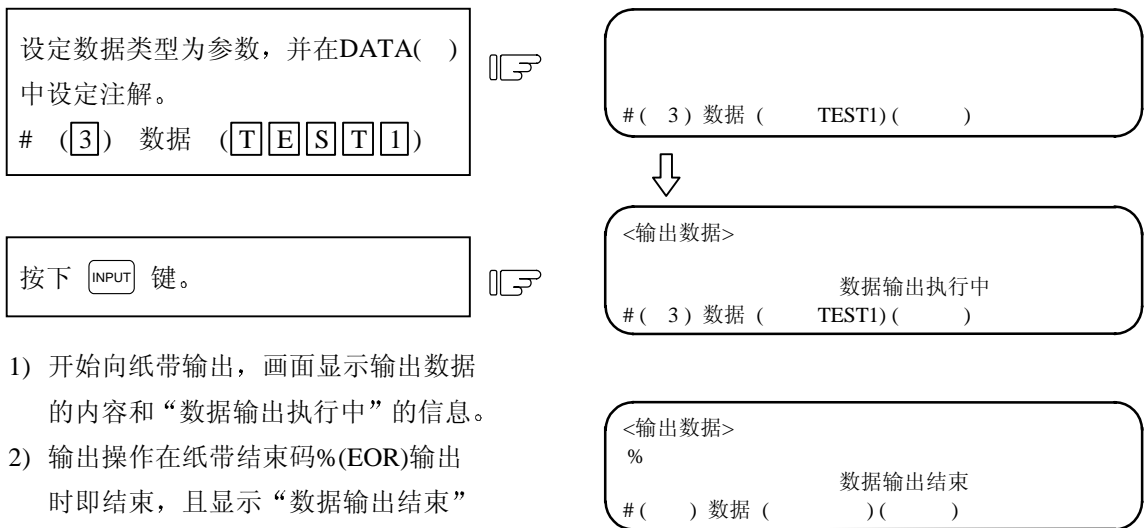 设定数据类型为参数，并在DATA(　)
中设定注解。
#　(3)　数据　(TEST1)
#(　3) 数据 (　　TEST1)(　　)
按下 INPUT 键。
<输出数据>
数据输出执行中
#(　3) 数据 (　　TEST1)(　　)
1) 开始向纸带输出，画面显示输出数据
的内容和“数据输出执行中”的信息。
2) 输出操作在纸带结束码%(EOR)输出
时即结束，且显示“数据输出结束”
<输出数据>
%
数据输出结束
#(　　) 数据 (　　　　)(　　)